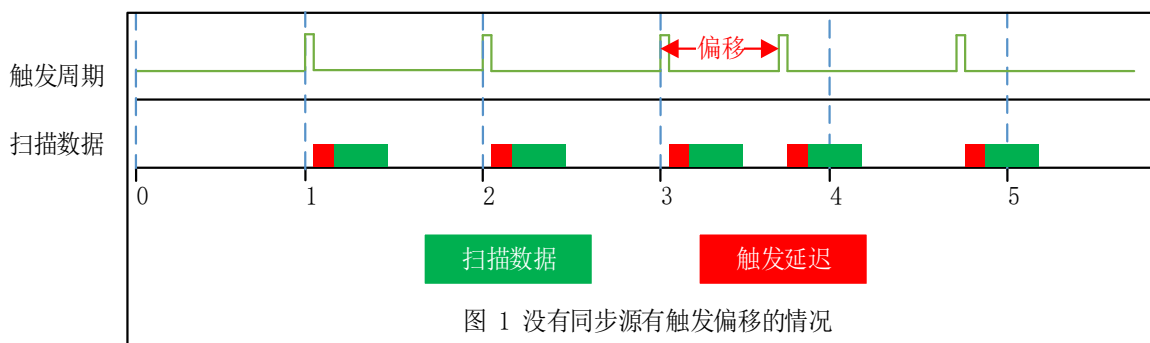 偏移
触发周期
扫描数据
0 1 2 3 4 5
扫描数据 触发延迟
图 1 没有同步源有触发偏移的情况